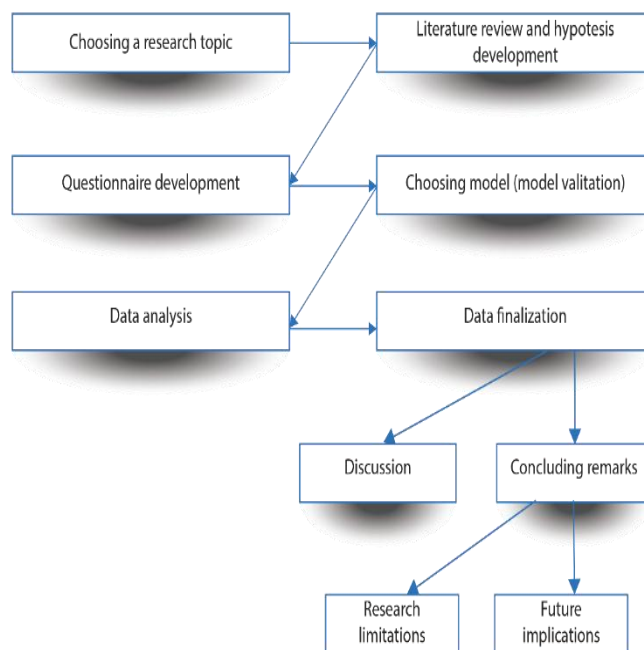 Choosing a research topic
Literature review and hypotesis
development
Questionnaire development
Choosing model (model valitation)
Data analysis
Data finalization
Discussion
Concluding remarks
Research
limitations
Future
implications